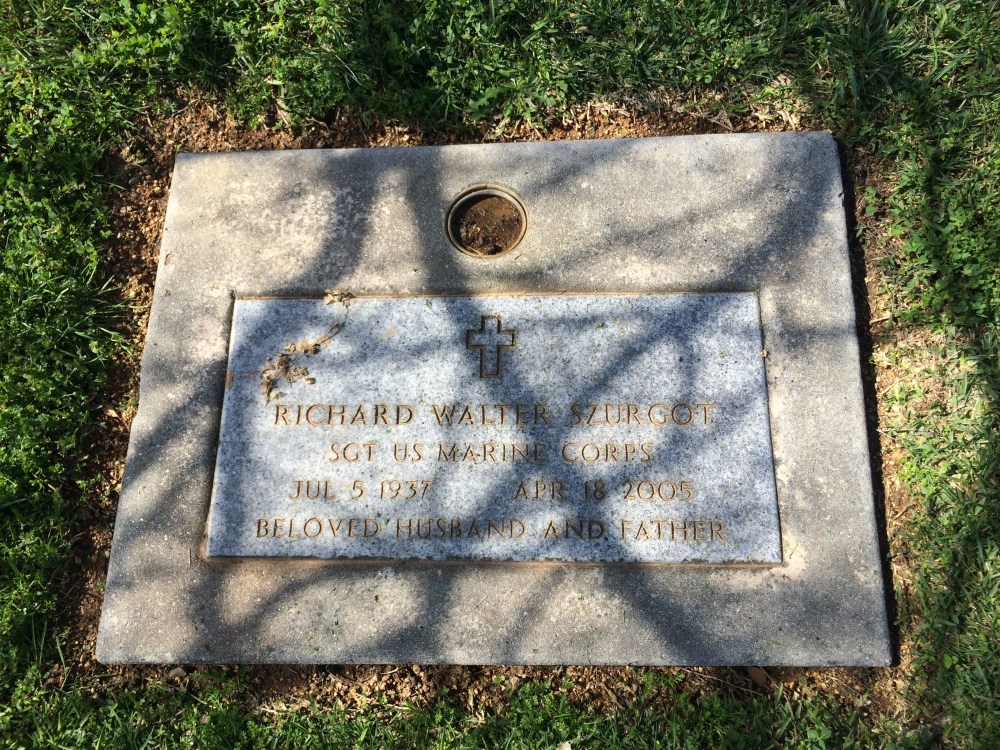 RICHARD WALTER SZURGOT
SGT US MARINE CORPS
JUL 5 1937 APR 18 2005
BELOVED HUSBAND AND FATHER